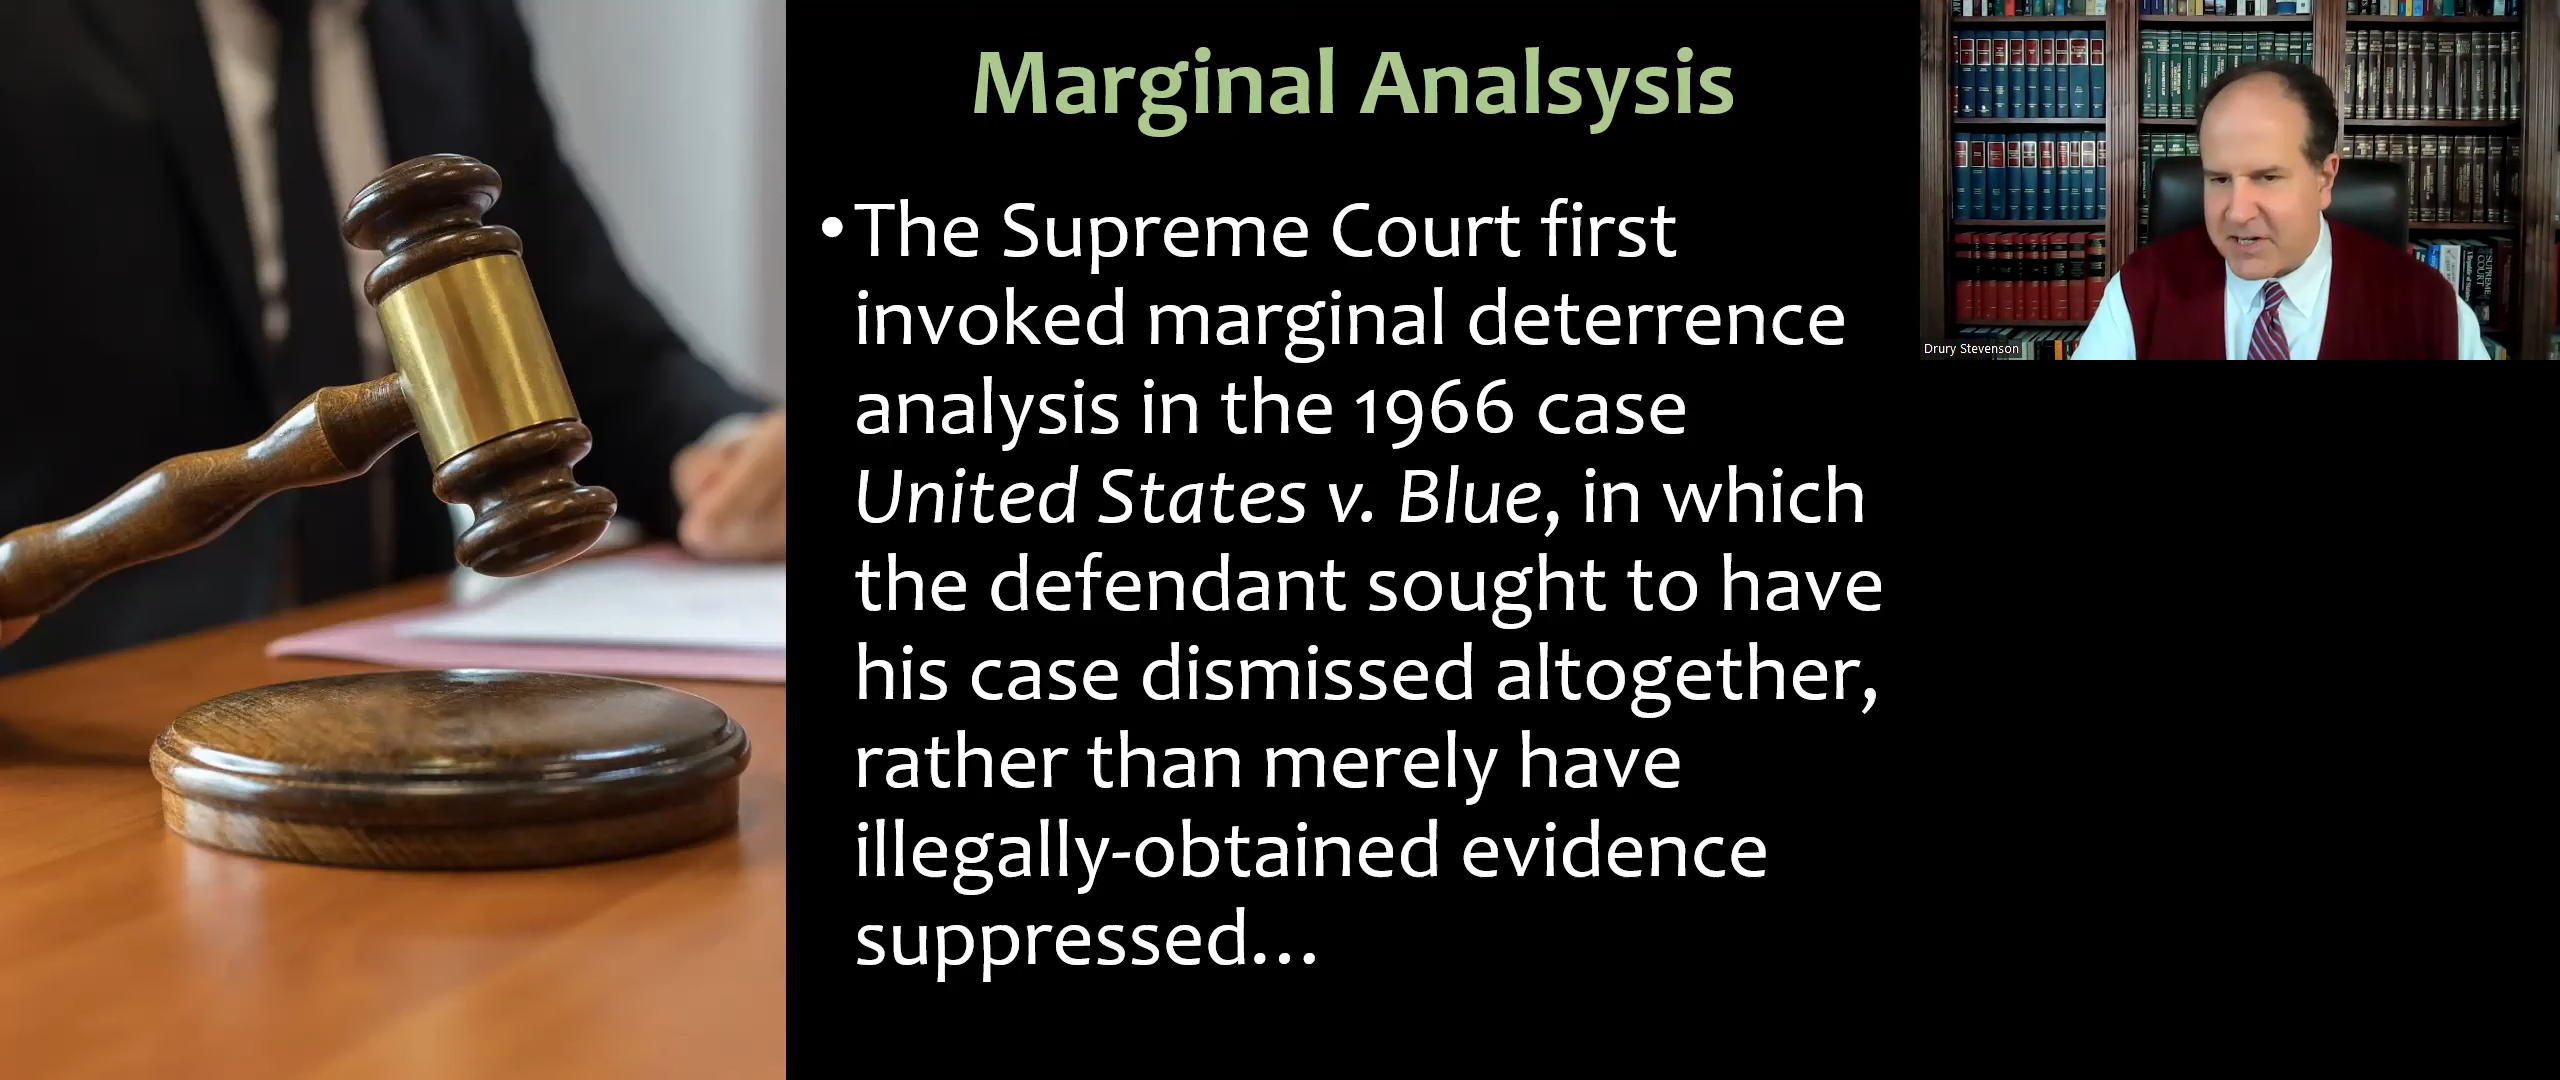 Marginal Analsysis
•The Supreme Court first
invoked marginal deterrence
analysis in the 1966 case
United States v. Blue, in which
the defendant sought to have
his case dismissed altogether,
rather than merely have
illegally-obtained evidence
suppressed...
Drury Stevenson
SUPREME
COURT